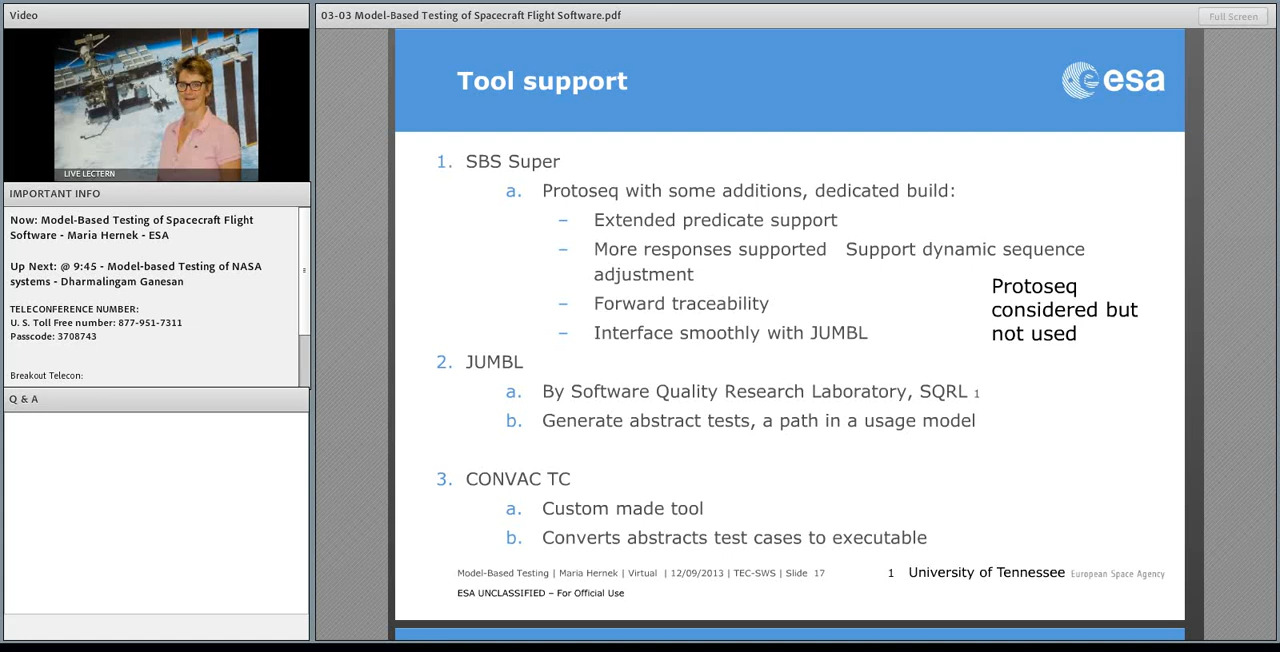 Video
LIVE LECTERN
IMPORTANT INFO
Now: Model-Based Testing of Spacecraft Flight
Software - Maria Hernek - ESA
Up Next: @ 9:45 - Model-based Testing of NASA
systems - Dharmalingam Ganesan
TELECONFERENCE NUMBER:
U. S. Toll Free number: 877-951-7311
Passcode: 3708743
Breakout Telecon:
Q & A
03-03 Model-Based Testing of Spacecraft Flight Software.pdf
Full Screen
Tool support
esa
1. SBS Super
a. Protoseq with some additions, dedicated build:
– Extended predicate support
– More responses supported Support dynamic sequence
adjustment
– Forward traceability
– Interface smoothly with JUMBL
Protoseq
considered but
not used
2. JUMBL
a. By Software Quality Research Laboratory, SQRL 1
b. Generate abstract tests, a path in a usage model
3. CONVAC TC
a. Custom made tool
b. Converts abstracts test cases to executable
Model-Based Testing | Maria Hernek | Virtual | 12/09/2013 | TEC-SWS | Slide 17
1 University of Tennessee European Space Agency
ESA UNCLASSIFIED – For Official Use